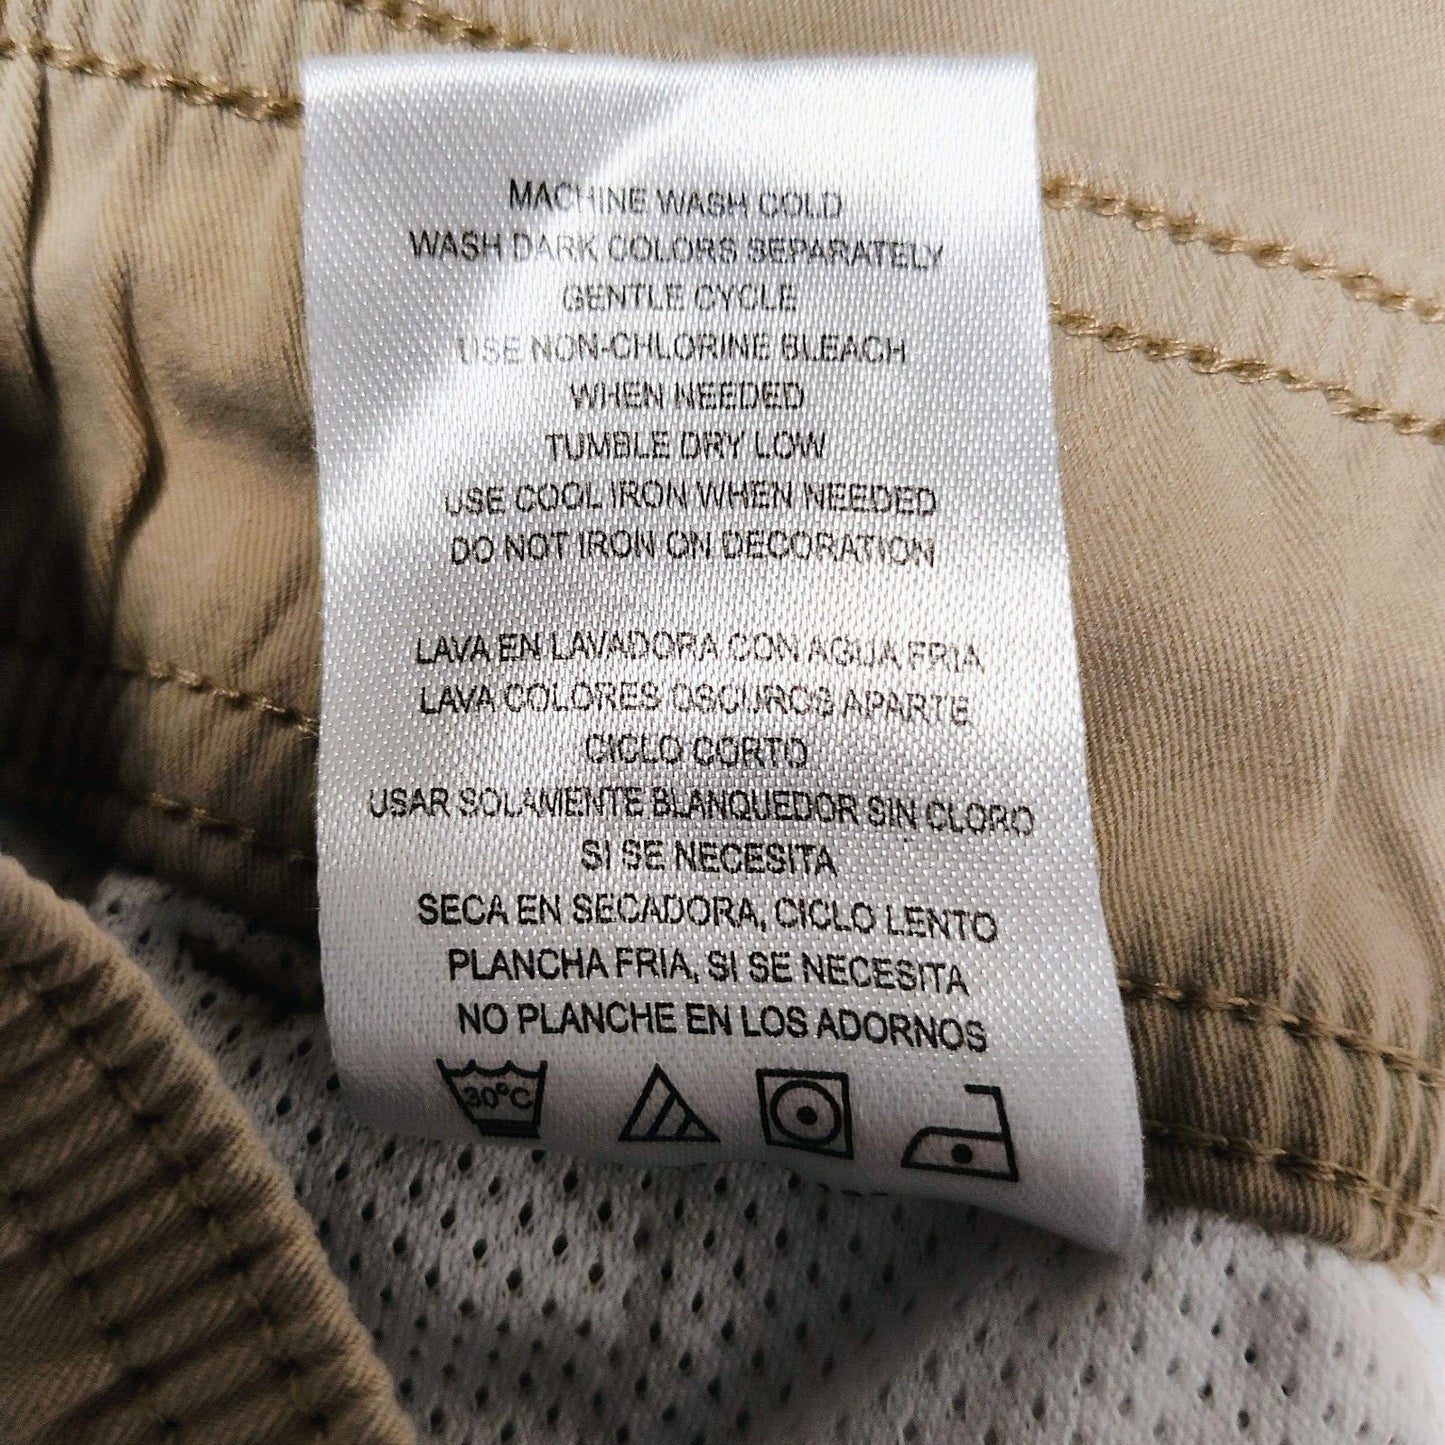 MACHINE WASH COLD
WASH DARK COLORS SEPARATELY
GENTLE CYCLE
USE NON-CHLORINE BLEACH
WHEN NEEDED
TUMBLE DRY LOW
USE COOL IRON WHEN NEEDED
DO NOT IRON ON DECORATION
LAVA EN LAVADORA CON AGUA FRIA
LAVA COLORES OSCUROS APARTE
CICLO CORTO
USAR SOLAMENTE BLANQUEDOR SIN CLORO
SI SE NECESITA
SECA EN SECADORA, CICLO LENTO
PLANCHA FRIA, SI SE NECESITA
NO PLANCHE EN LOS ADORNOS
30°C